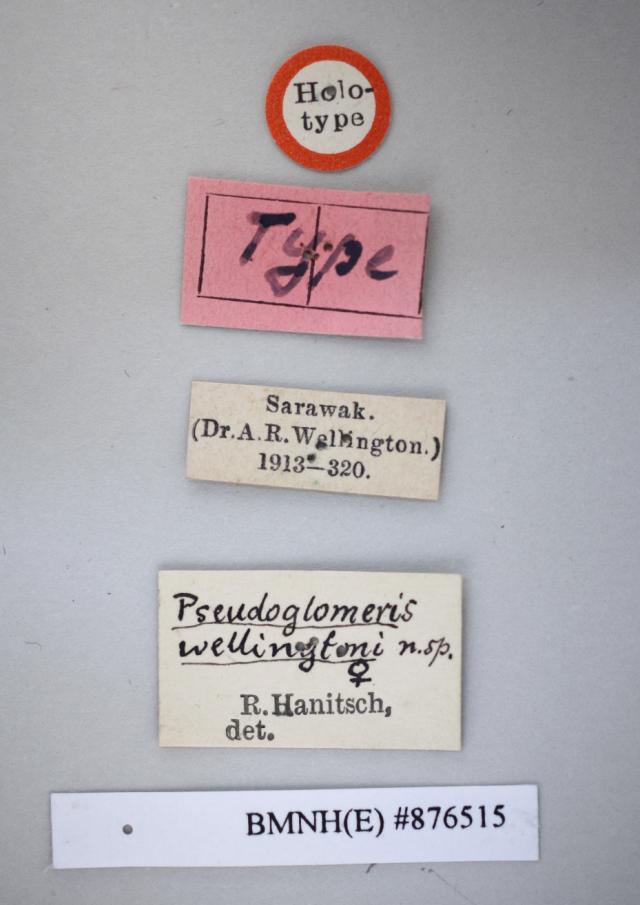 Holo-
type
Type
Sarawak.
(Dr.A.R.Wellington.)
1913–320.
Pseudoglomeris
wellingtoni n.sp.
♀
R.Hanitsch,
det.
BMNH(E) #876515